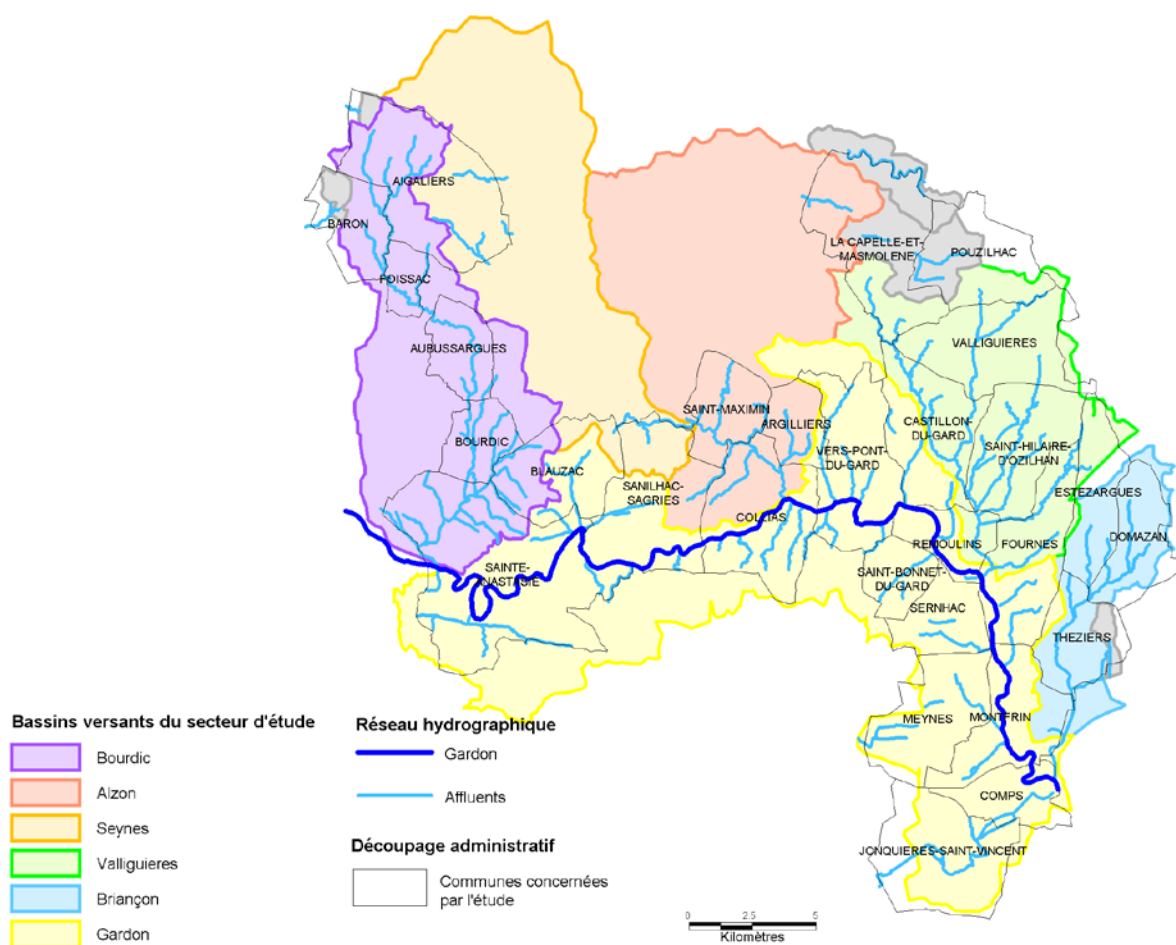 AIGALIERS
BARON
FOISSAC
LA CAPELLE-ET-
MASMOLENE
POUZILHAC
AUBUSSARGUES
VALLIGUIERES
SAINT-MAXIMIN
ARGILLIERS
CASTILLON-
DU-GARD
BOURDIC
VERS-PONT-
DU-GARD
SAINT-HILAIRE-
D'OZILHAN
BLAUZAC
SANILHAC-
SAGRIES
ESTEZARGUES
COLLIAS
DOMAZAN
REMOULINS
FOURNES
SAINTE-
ANASTASIE
SAINT-BONNET-
DU-GARD
SERNHAC
THEZIERS
MEYNES
MONTFRIN
COMPS
JONQUIERES-SAINT-VINCENT
Bassins versants du secteur d'étude
Bourdic
Alzon
Seynes
Valliguieres
Briançon
Gardon
Réseau hydrographique
Gardon
Affluents
Découpage administratif
Communes concernées
par l'étude
0 2.5 5
Kilomètres